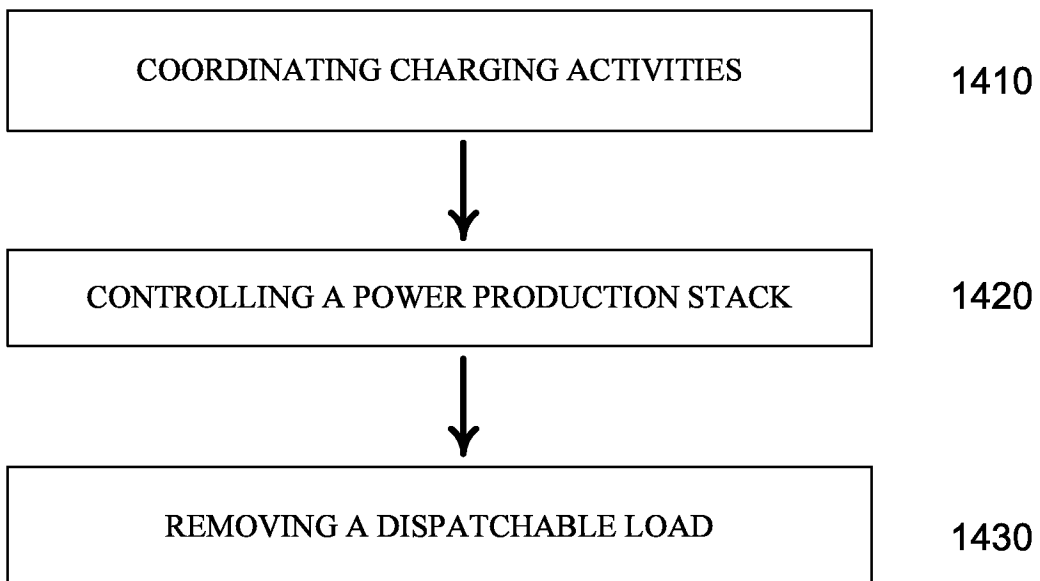 COORDINATING CHARGING ACTIVITIES 1410
CONTROLLING A POWER PRODUCTION STACK 1420
REMOVING A DISPATCHABLE LOAD 1430